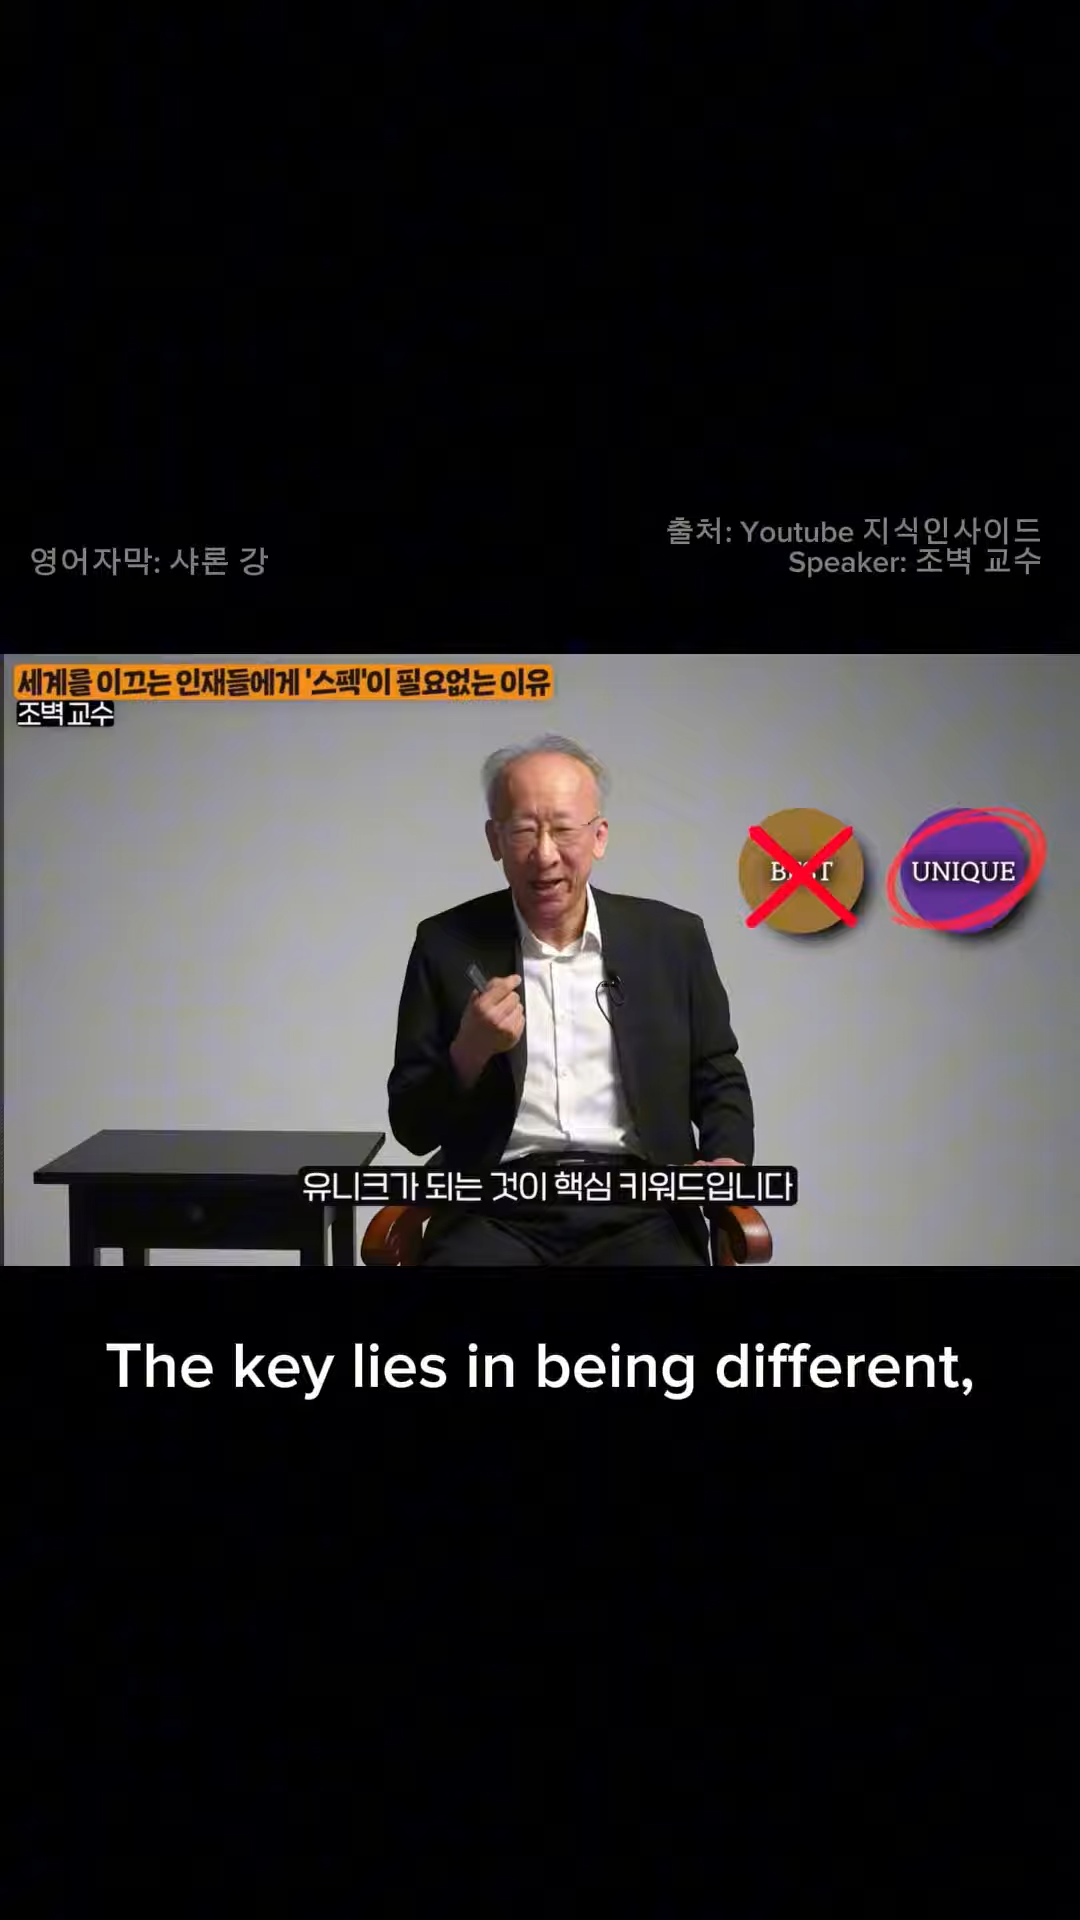 출처: Youtube 지식인사이드
영어자막: 샤론 강
Speaker: 조벽 교수
세계를 이끄는 인재들에게 '스펙'이 필요없는 이유
조벽 교수
BEST
UNIQUE
유니크가 되는 것이 핵심 키워드입니다
The key lies in being different,